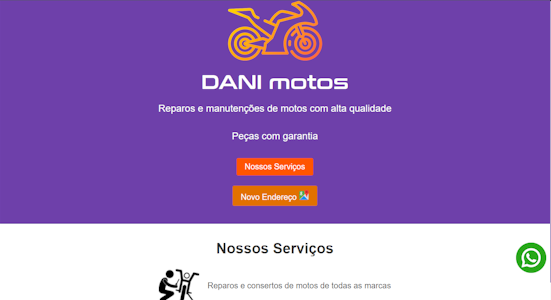 DANI motos
Reparos e manutenções de motos com alta qualidade
Peças com garantia
Nossos Serviços
Novo Endereço
Nossos Serviços
Reparos e consertos de motos de todas as marcas